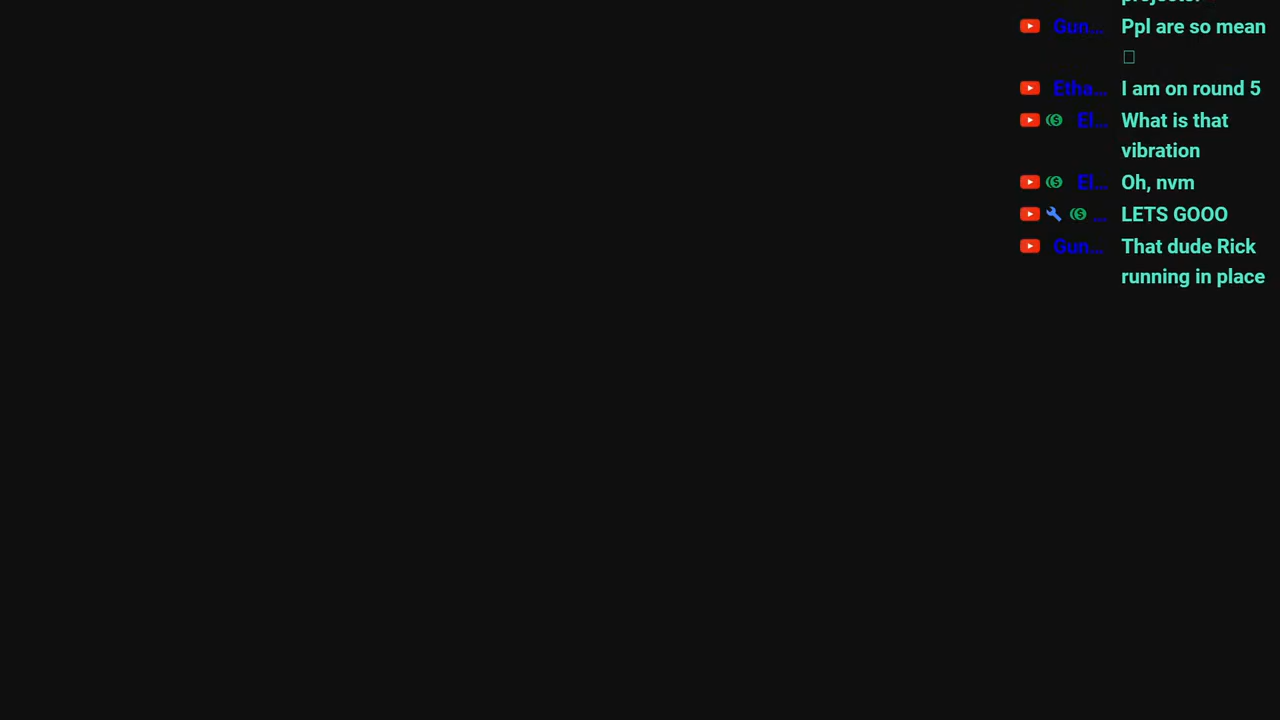 Gun... Ppl are so mean
Etha... I am on round 5
El... What is that
vibration
El... Oh, nvm
... LETS GOOO
Gun... That dude Rick
running in place